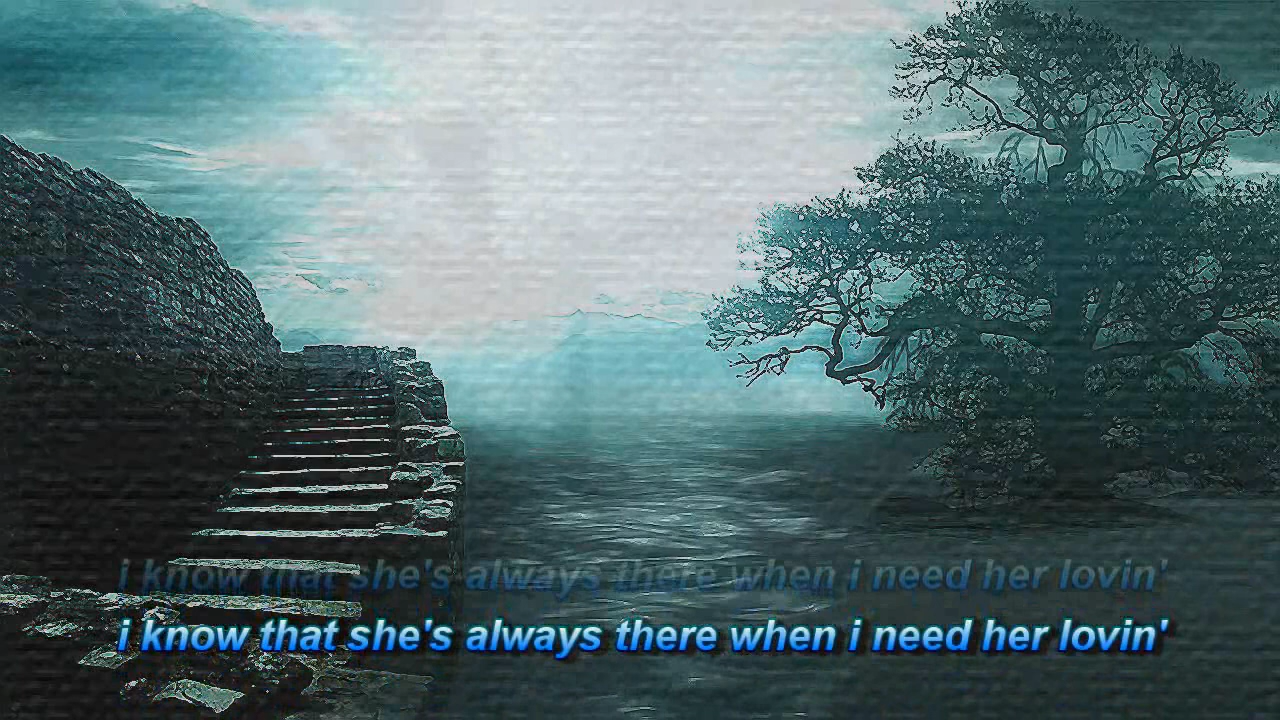 i know that she's always there when i need her lovin'
i know that she's always there when i need her lovin'